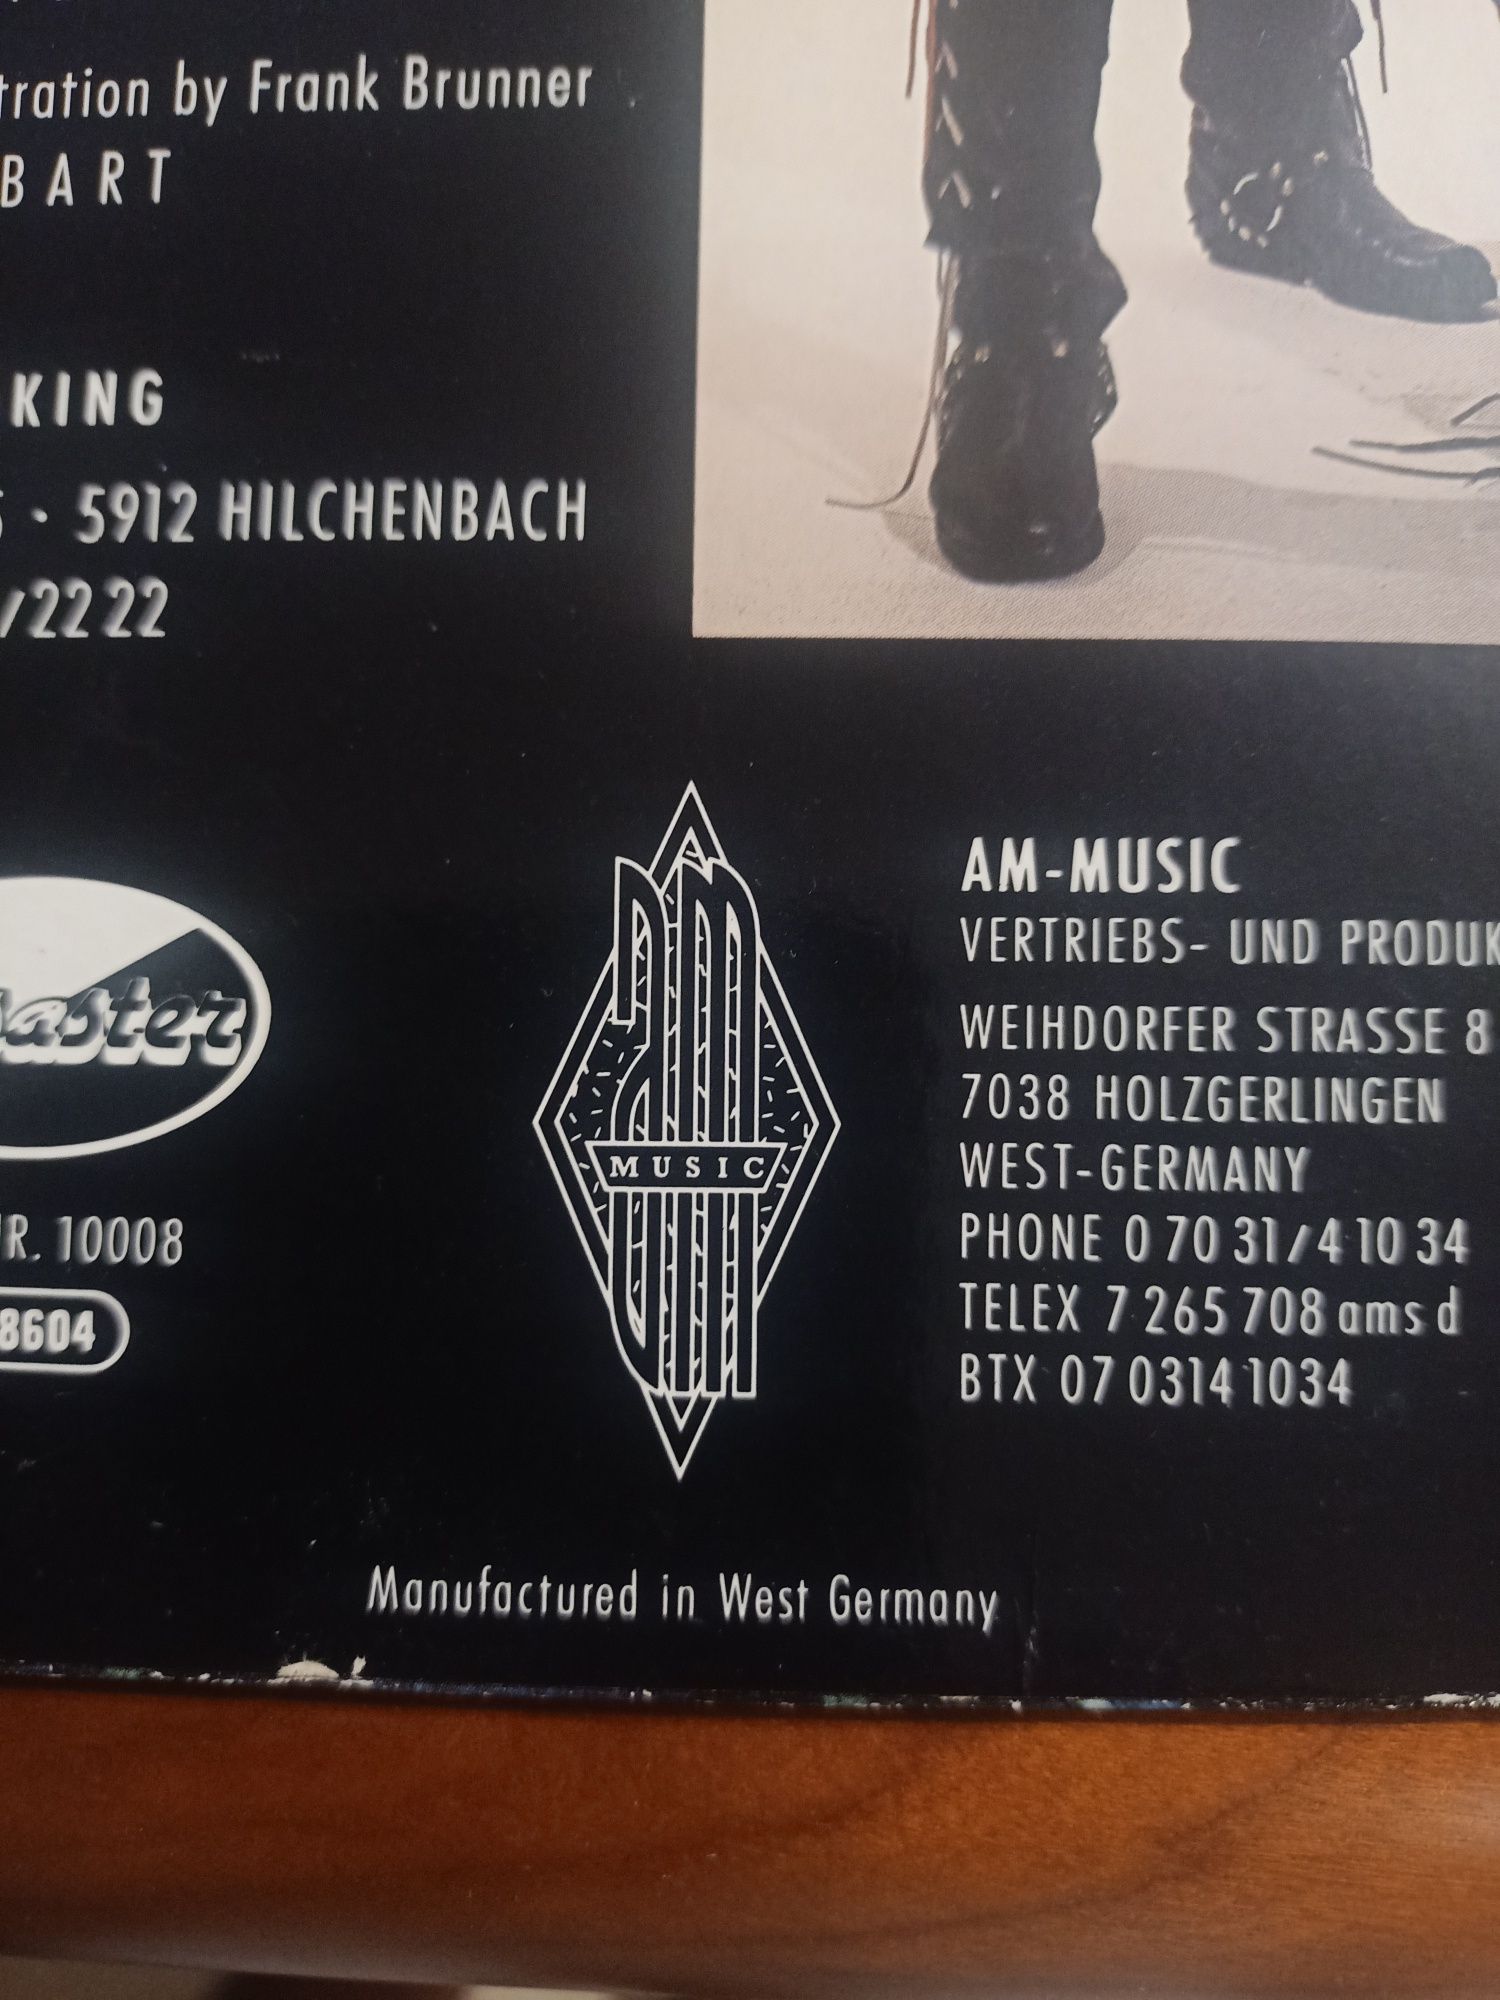 tration by Frank Brunner
BART
KING
5 · 5912 HILCHENBACH
/22 22
aster
R. 10008
8604
am
MUSIC
AM-MUSIC
VERTRIEBS- UND PRODUK
WEIHDORFER STRASSE 8
7038 HOLZGERLINGEN
WEST-GERMANY
PHONE 0 70 31/4 10 34
TELEX 7 265 708 ams d
BTX 07 0314 1034
Manufactured in West Germany